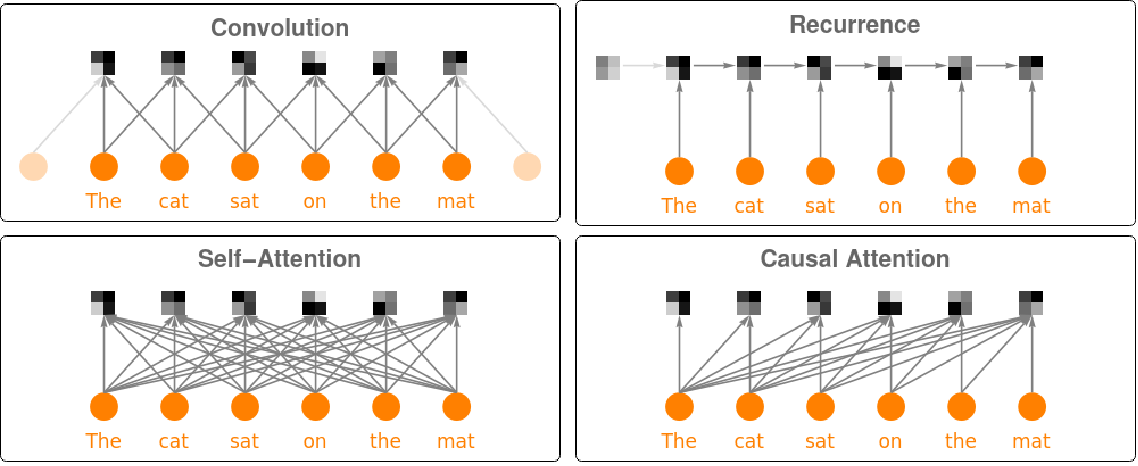 Convolution
The cat sat on the mat
Recurrence
The cat sat on the mat
Self-Attention
The cat sat on the mat
Causal Attention
The cat sat on the mat